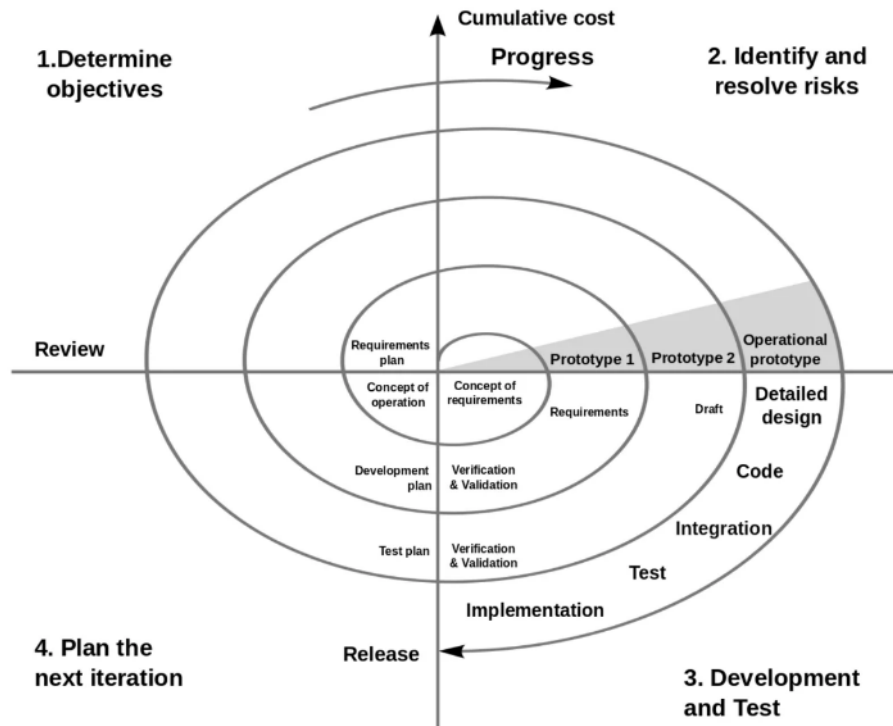 Cumulative cost
1.Determine
objectives
Progress
2. Identify and
resolve risks
Review
Requirements
plan
Prototype 1
Prototype 2
Operational
prototype
Concept of
operation
Concept of
requirements
Requirements
Draft
Detailed
design
Development
plan
Verification
& Validation
Code
Integration
Test plan
Verification
& Validation
Test
Implementation
Release
4. Plan the
next iteration
3. Development
and Test